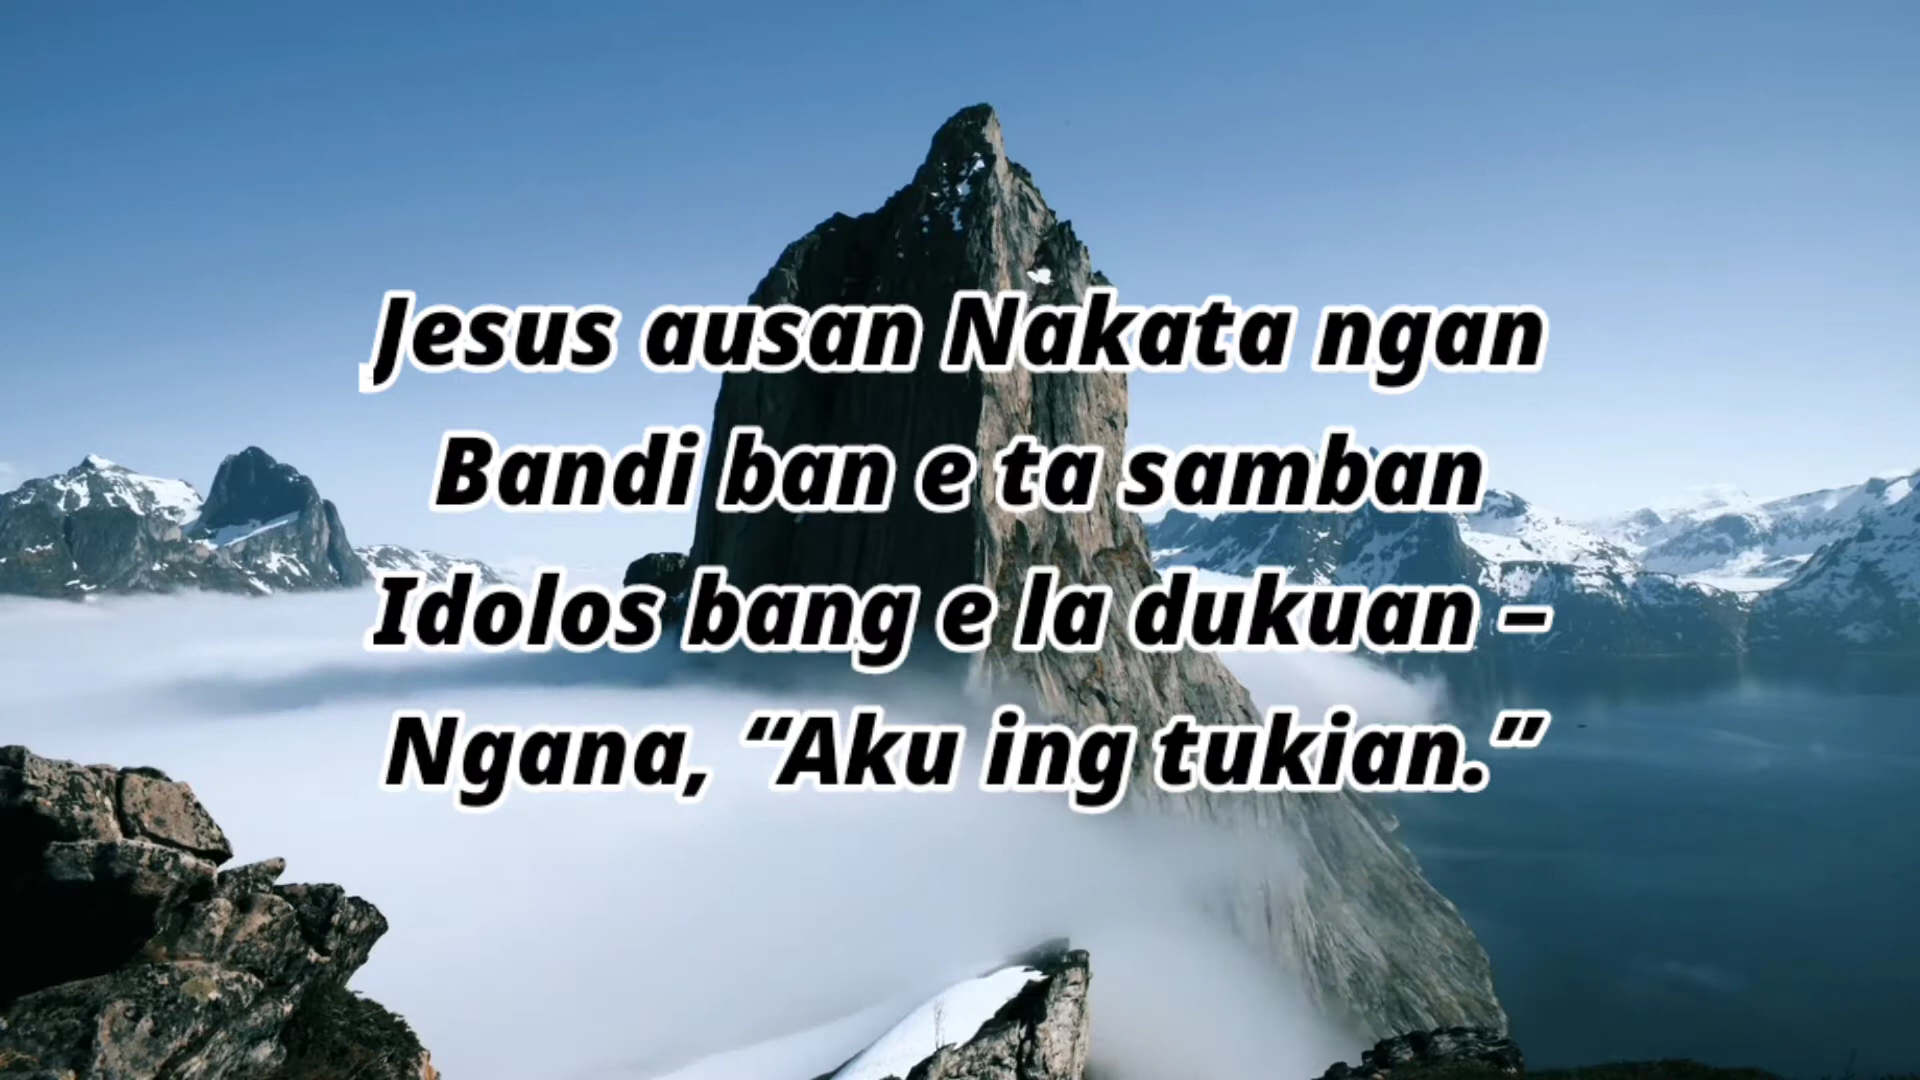 Jesus ausan Nakata ngan
Bandi ban e ta samban
Idolos bang e la dukuan –
Ngana, “Aku ing tukian.”